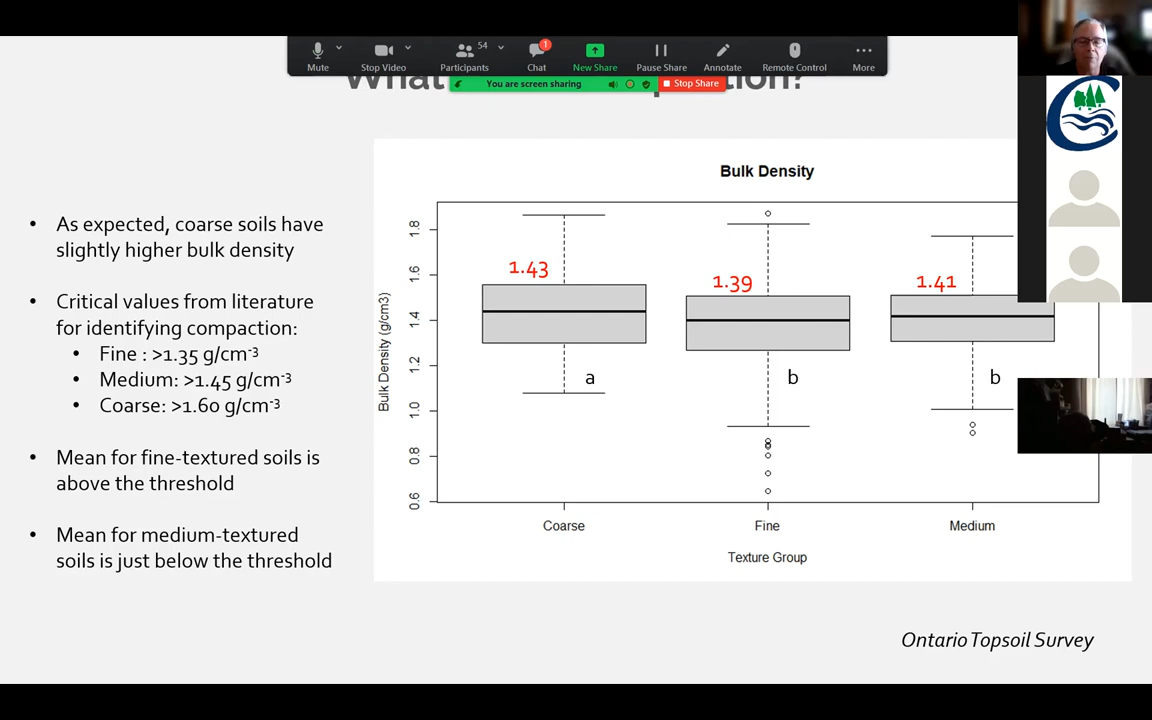 54
1
Mute
Stop Video
Participants
Chat
New Share
Pause Share
Annotate
Remote Control
More
You are screen sharing
Stop Share
What
• As expected, coarse soils have
slightly higher bulk density
• Critical values from literature
for identifying compaction:
• Fine : >1.35 g/cm-3
• Medium: >1.45 g/cm-3
• Coarse: >1.60 g/cm-3
• Mean for fine-textured soils is
above the threshold
• Mean for medium-textured
soils is just below the threshold
Bulk Density
Bulk Density (g/cm3)
1.8
1.6
1.4
1.2
1.0
0.8
0.6
1.43
1.39
1.41
a
b
b
Coarse
Fine
Medium
Texture Group
Ontario Topsoil Survey